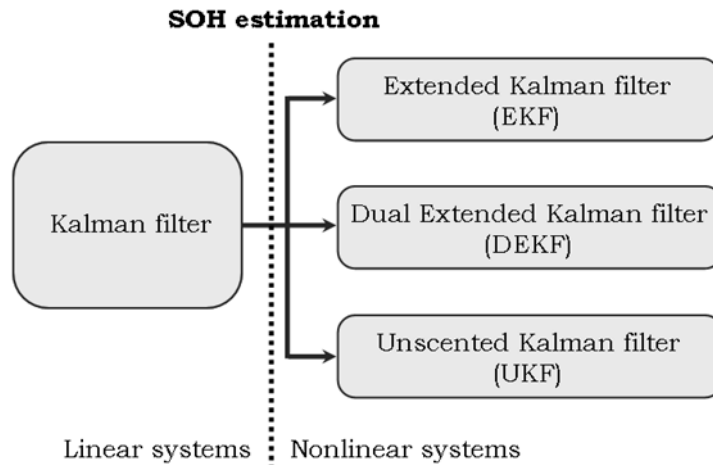 SOH estimation
Extended Kalman filter
(EKF)
Kalman filter
Dual Extended Kalman filter
(DEKF)
Unscented Kalman filter
(UKF)
Linear systems
Nonlinear systems